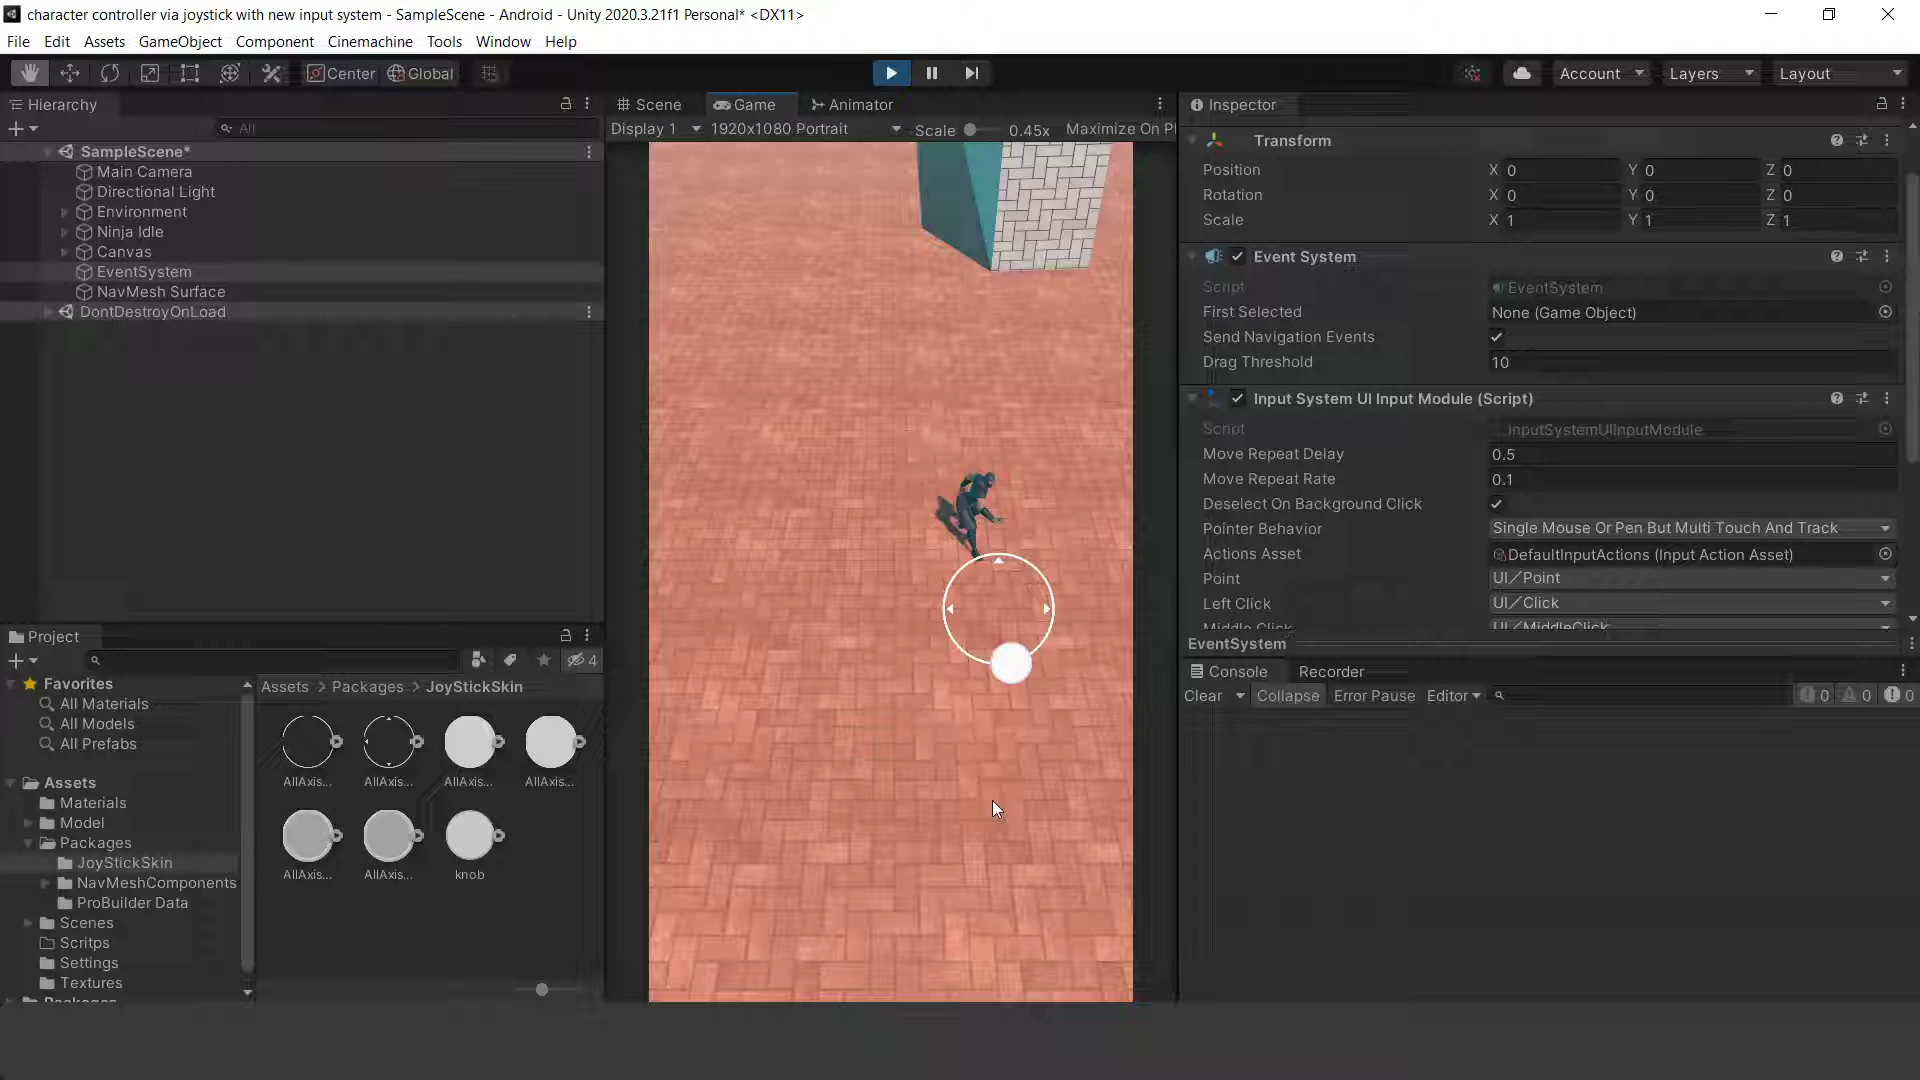 character controller via joystick with new input system - SampleScene - Android - Unity 2020.3.21f1 Personal* <DX11>
File Edit Assets GameObject Component Cinemachine Tools Window Help
Center Global
Account Layers Layout
Hierarchy
All
SampleScene*
Main Camera
Directional Light
Environment
Ninja Idle
Canvas
EventSystem
NavMesh Surface
DontDestroyOnLoad
Scene Game Animator
Display 1 1920x1080 Portrait Scale 0.45x Maximize On Pl
Inspector
Transform
Position X 0 Y 0 Z 0
Rotation X 0 Y 0 Z 0
Scale X 1 Y 1 Z 1
Event System
Script EventSystem
First Selected None (Game Object)
Send Navigation Events
Drag Threshold 10
Input System UI Input Module (Script)
Script InputSystemUIInputModule
Move Repeat Delay 0.5
Move Repeat Rate 0.1
Deselect On Background Click
Pointer Behavior Single Mouse Or Pen But Multi Touch And Track
Actions Asset DefaultInputActions (Input Action Asset)
Point UI/Point
Left Click UI/Click
Middle Click UI/MiddleClick
EventSystem
Console Recorder
Clear Collapse Error Pause Editor 0 0 0
Project
4
Favorites
All Materials
All Models
All Prefabs
Assets
Materials
Model
Packages
JoyStickSkin
NavMeshComponents
ProBuilder Data
Scenes
Scritps
Settings
Textures
Packages
Assets > Packages > JoyStickSkin
AllAxis... AllAxis... AllAxis... AllAxis...
AllAxis... AllAxis... knob